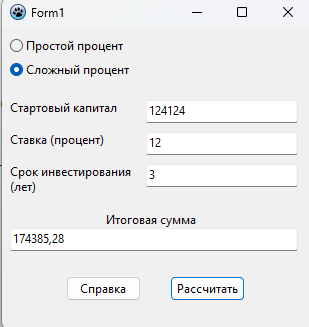 Form1
Простой процент
Сложный процент
Стартовый капитал
124124
Ставка (процент)
12
Срок инвестирования
(лет)
3
Итоговая сумма
174385,28
Справка
Рассчитать